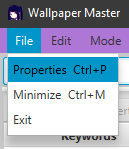 Wallpaper Master
File Edit Mode
Properties Ctrl+P
Minimize Ctrl+M
Exit
Keywords